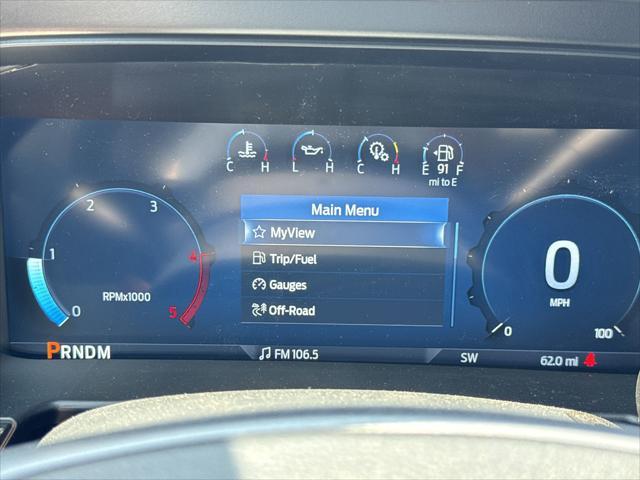 C H L H C H E 91 F
mi to E
Main Menu
MyView
Trip/Fuel
Gauges
Off-Road
0 1 2 3 4 5
RPMx1000
0
MPH
0 100
PRNDM
FM 106.5
SW
62.0 mi